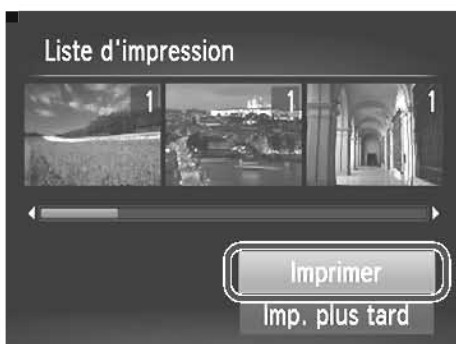 Liste d'impression
1 1 1
Imprimer
Imp. plus tard